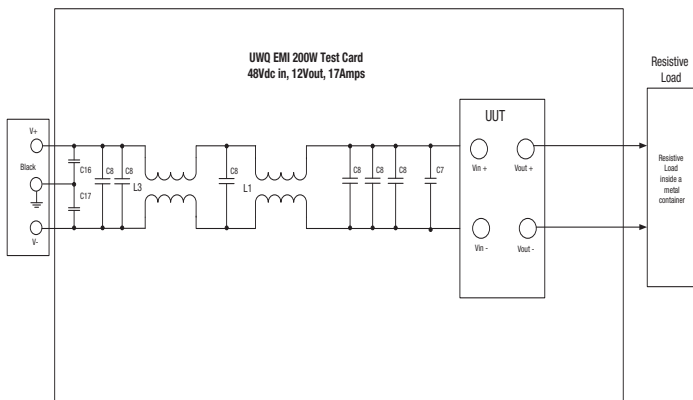 UWQ EMI 200W Test Card
48Vdc in, 12Vout, 17Amps
Resistive
Load
UUT
V+
Black
V-
C16
C17
C8
C8
L3
C8
L1
C8
C8
C8
C7
Vin +
Vout +
Vin -
Vout -
Resistive
Load
inside a
metal
container